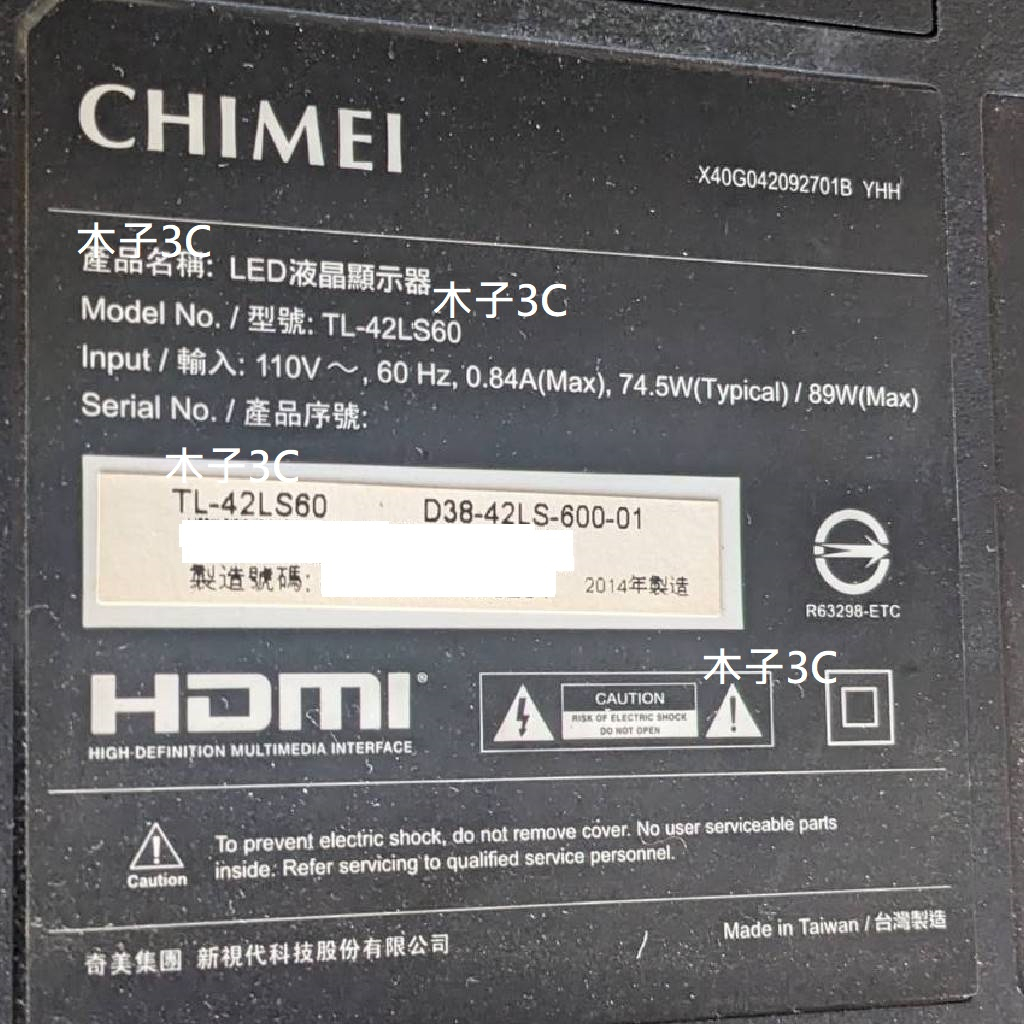 CHIMEI
X40G042092701B YHH
木子3C
產品名稱: LED液晶顯示器
木子3C
Model No. / 型號: TL-42LS60
Input / 輸入: 110V～, 60 Hz, 0.84A(Max), 74.5W(Typical) / 89W(Max)
Serial No. / 產品序號:
木子3C
TL-42LS60 D38-42LS-600-01
製造號碼: 2014年製造
R63298-ETC
木子3C
HDMI®
HIGH-DEFINITION MULTIMEDIA INTERFACE
CAUTION
RISK OF ELECTRIC SHOCK
DO NOT OPEN
To prevent electric shock, do not remove cover. No user serviceable parts
inside. Refer servicing to qualified service personnel.
Caution
Made in Taiwan / 台灣製造
奇美集團 新視代科技股份有限公司